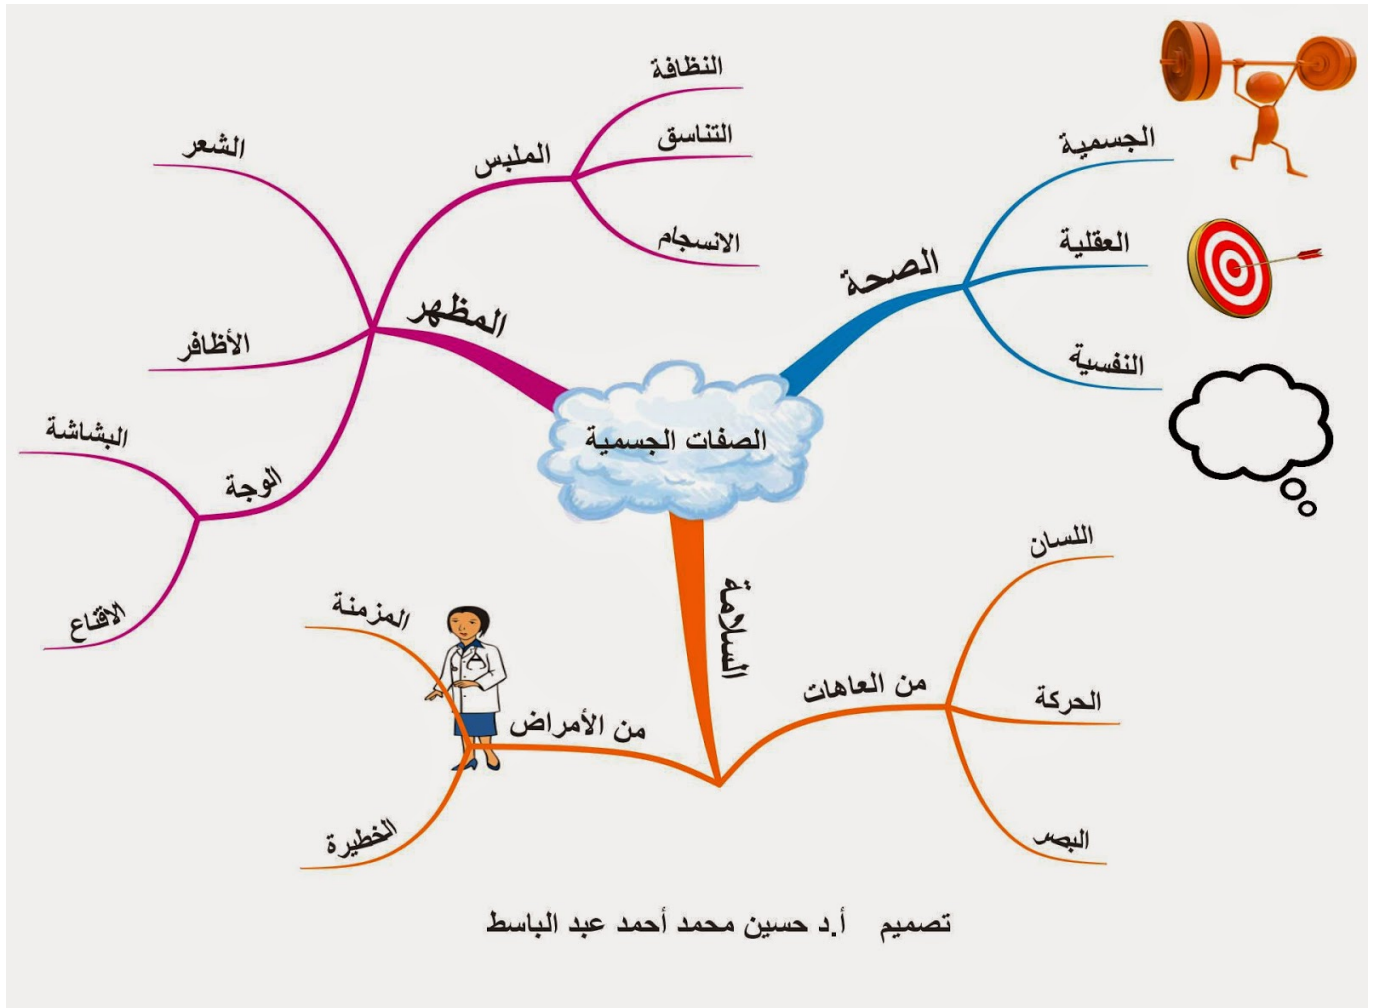 الصفات الجسمية
الصحة
الجسمية
العقلية
النفسية
السلامة
من العاهات
اللسان
الحركة
البصر
من الأمراض
المزمنة
الخطيرة
المظهر
الملبس
النظافة
التناسق
الانسجام
الشعر
الأظافر
الوجة
البشاشة
الاقناع
تصميم أ.د حسين محمد أحمد عبد الباسط